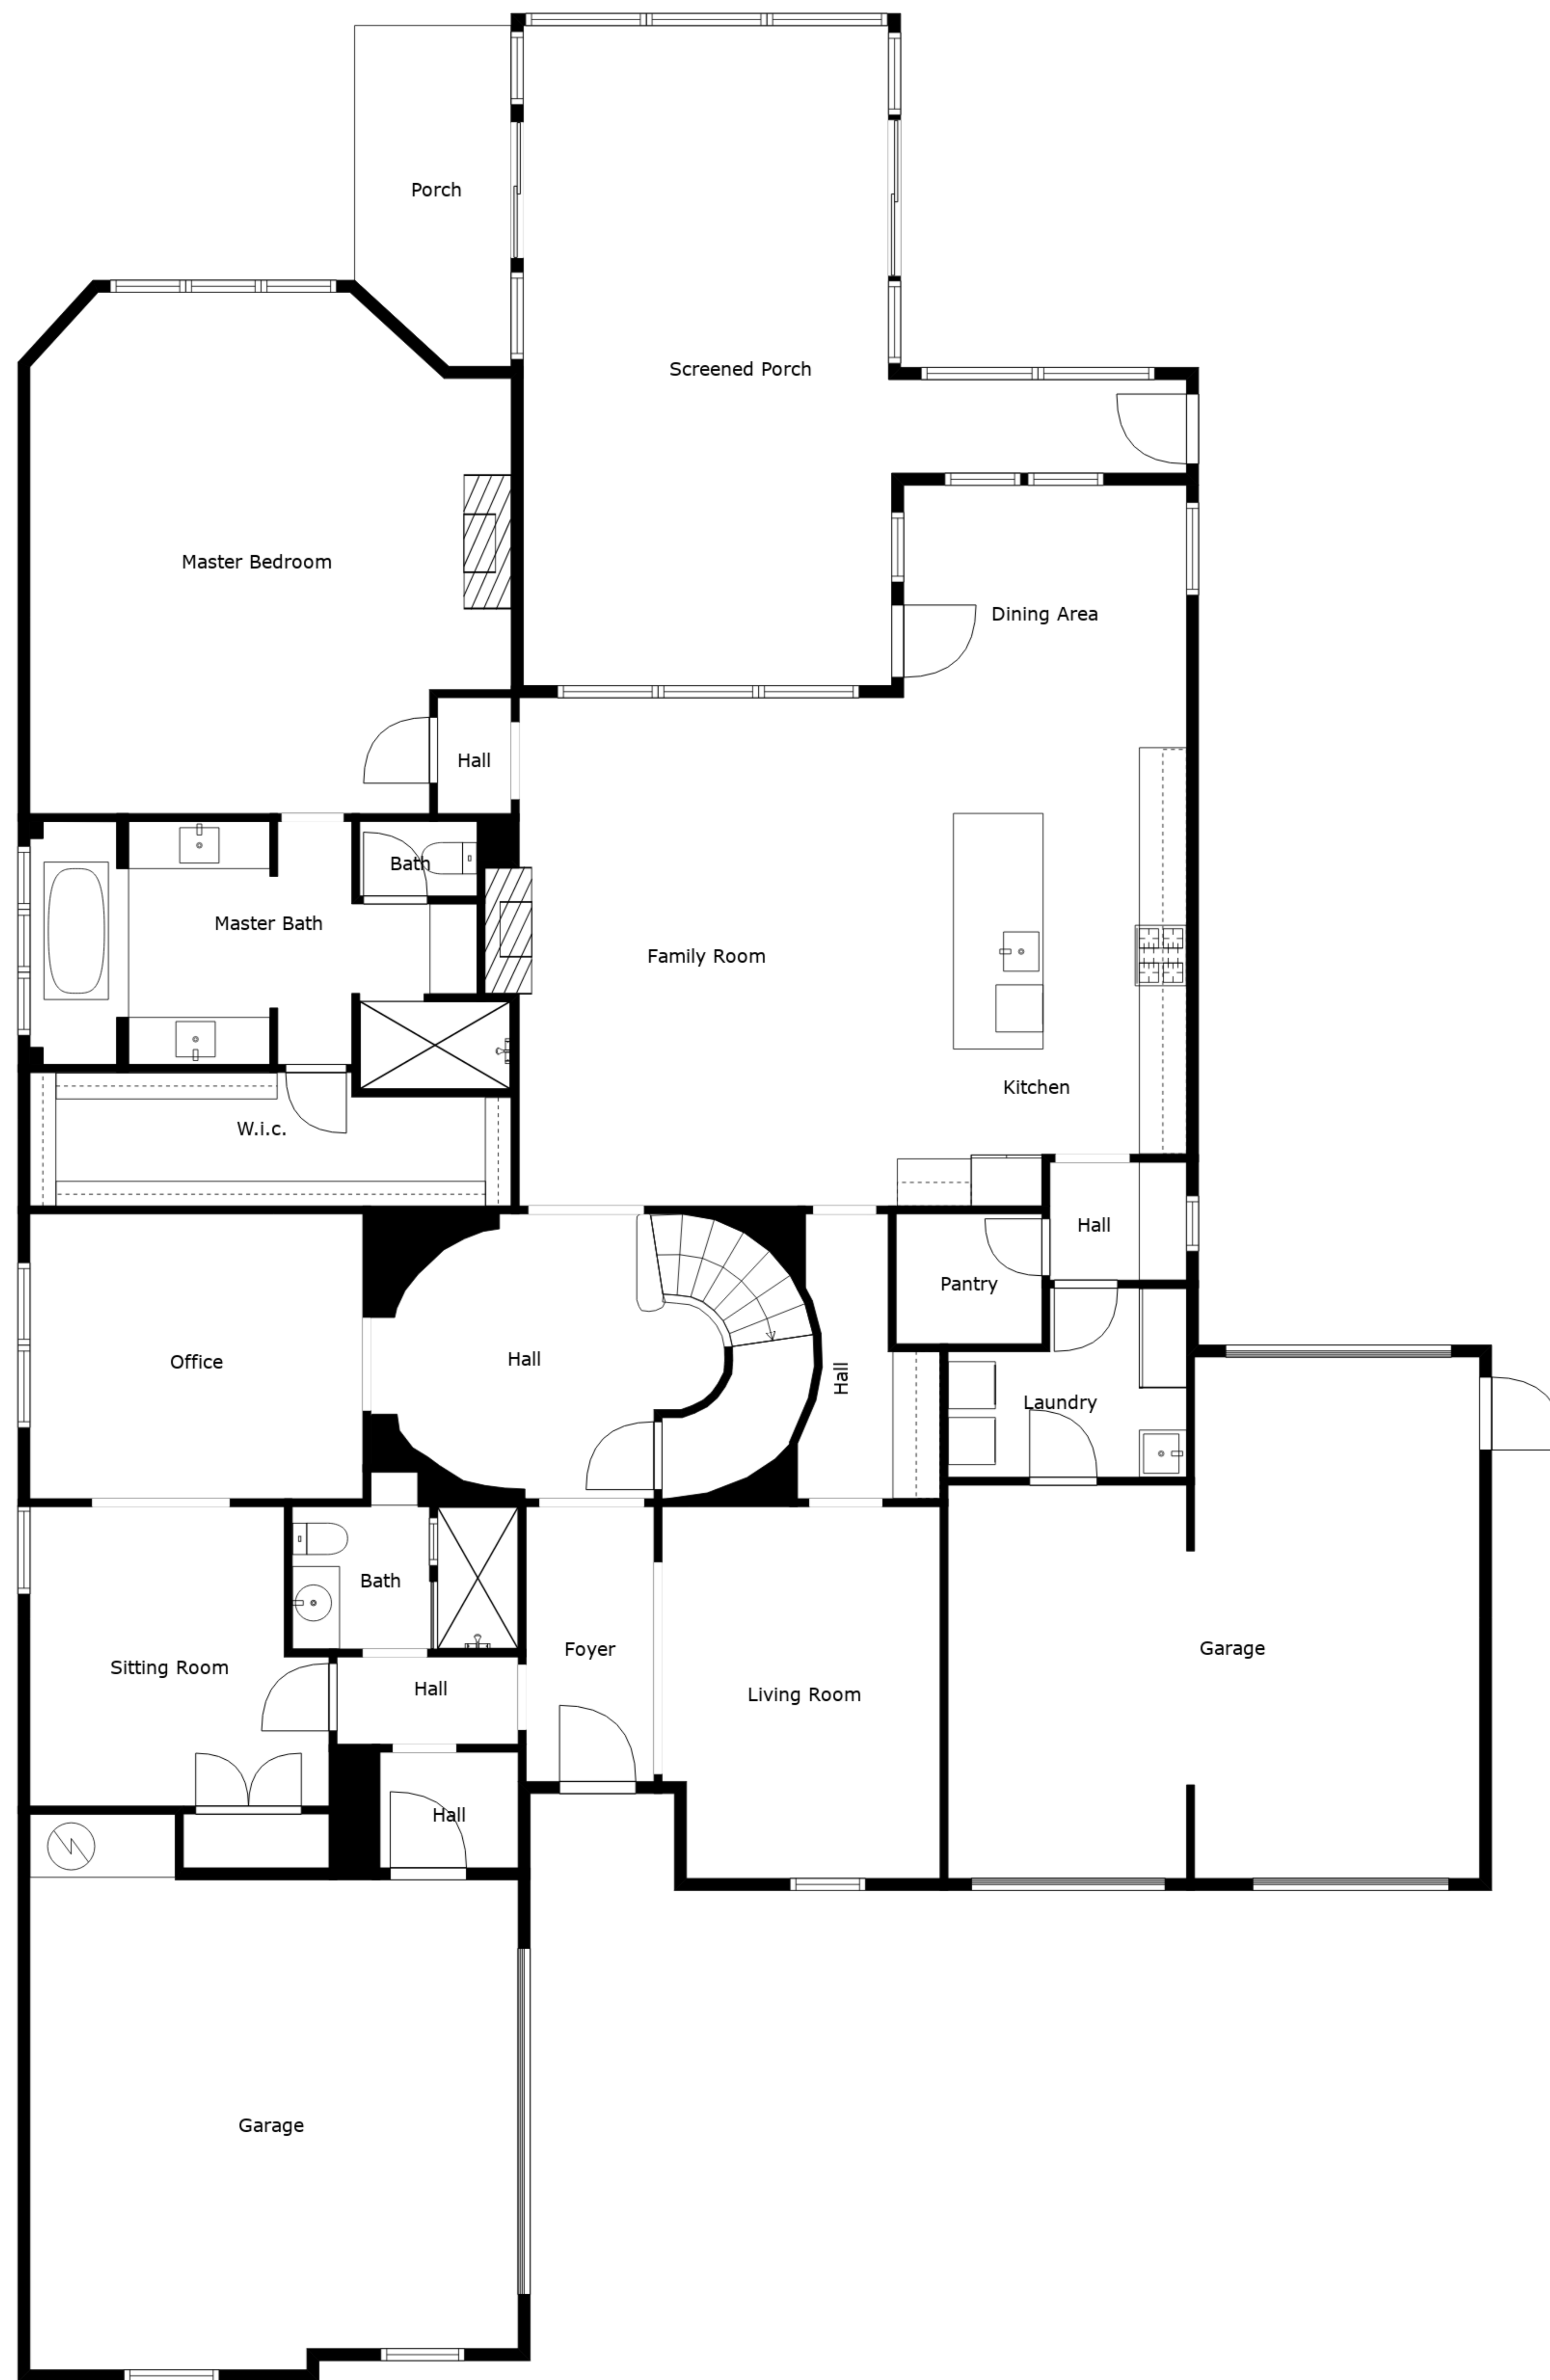 Porch
Screened Porch
Master Bedroom
Dining Area
Hall
Bath
Master Bath
Family Room
Kitchen
W.i.c.
Hall
Pantry
Office
Hall
Hall
Laundry
Bath
Foyer
Garage
Sitting Room
Hall
Living Room
Hall
Garage